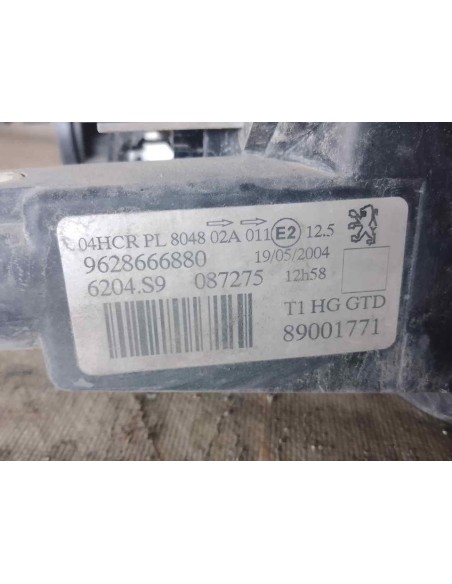 04HCR PL 8048 02A 011 E2 12.5
9628666880 19/05/2004
6204.S9 087275 12h58
T1 HG GTD
89001771